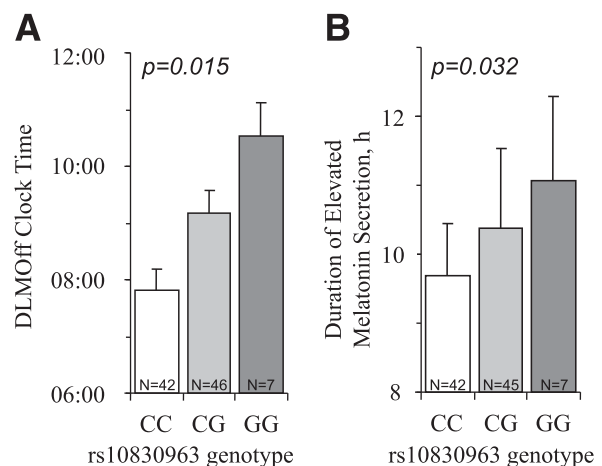 A
12:00
10:00
08:00
06:00
DLMOff Clock Time
p=0.015
N=42
N=46
N=7
CC
CG
GG
rs10830963 genotype
B
12
10
8
Duration of Elevated
Melatonin Secretion, h
p=0.032
N=42
N=45
N=7
CC
CG
GG
rs10830963 genotype